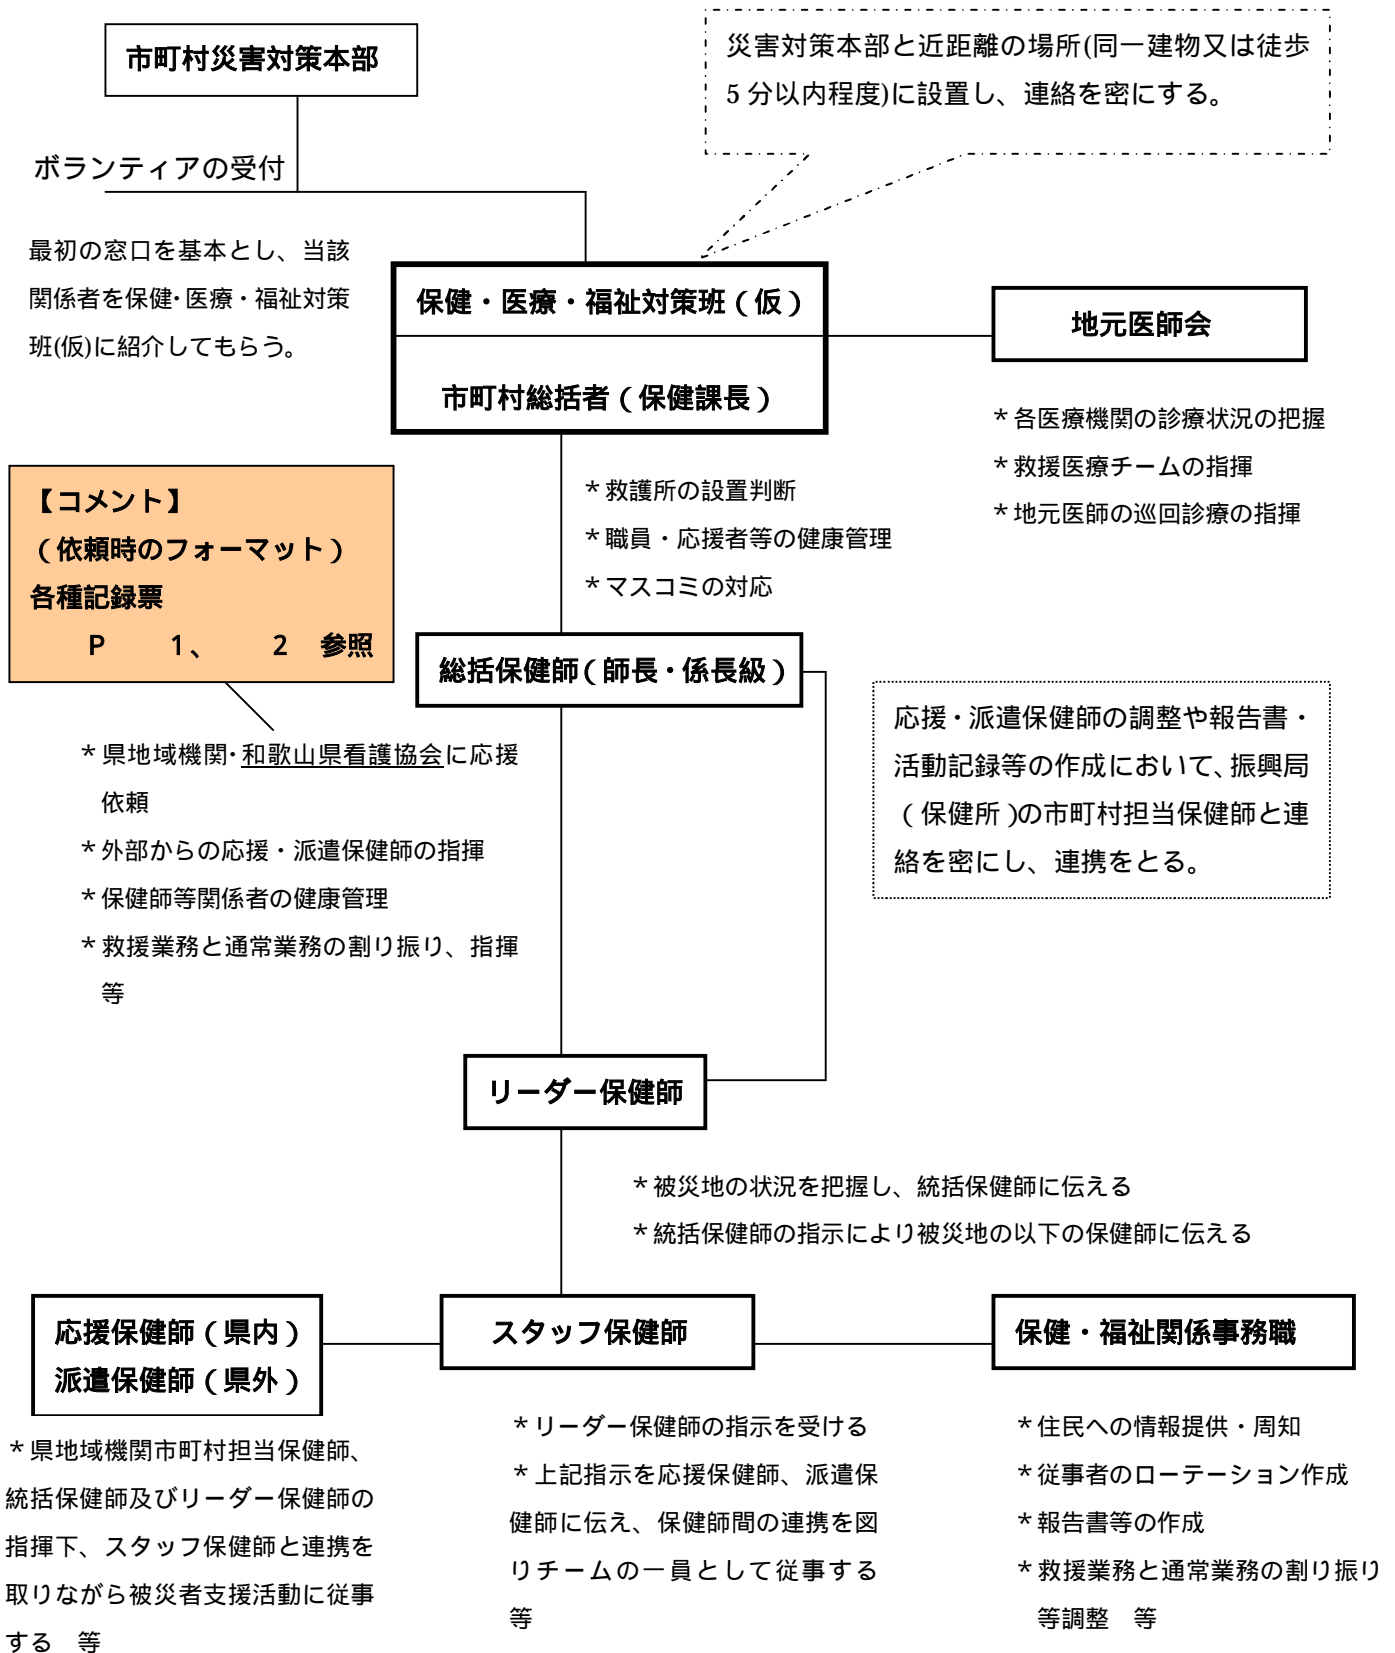 市町村災害対策本部
災害対策本部と近距離の場所(同一建物又は徒歩
5 分以内程度)に設置し、連絡を密にする。
ボランティアの受付
最初の窓口を基本とし、当該
関係者を保健・医療・福祉対策
班(仮)に紹介してもらう。
保健・医療・福祉対策班(仮)
市町村総括者(保健課長)
地元医師会
*各医療機関の診療状況の把握
*救援医療チームの指揮
*地元医師の巡回診療の指揮
*救護所の設置判断
*職員・応援者等の健康管理
*マスコミの対応
【コメント】
(依頼時のフォーマット)
各種記録票
P 1、 2 参照
総括保健師(師長・係長級)
*県地域機関・和歌山県看護協会に応援
依頼
*外部からの応援・派遣保健師の指揮
*保健師等関係者の健康管理
*救援業務と通常業務の割り振り、指揮
等
応援・派遣保健師の調整や報告書・
活動記録等の作成において、振興局
(保健所)の市町村担当保健師と連
絡を密にし、連携をとる。
リーダー保健師
*被災地の状況を把握し、統括保健師に伝える
*統括保健師の指示により被災地の以下の保健師に伝える
応援保健師(県内)
派遣保健師(県外)
スタッフ保健師
保健・福祉関係事務職
*県地域機関市町村担当保健師、
統括保健師及びリーダー保健師の
指揮下、スタッフ保健師と連携を
取りながら被災者支援活動に従事
する 等
*リーダー保健師の指示を受ける
*上記指示を応援保健師、派遣保
健師に伝え、保健師間の連携を図
りチームの一員として従事する
等
*住民への情報提供・周知
*従事者のローテーション作成
*報告書等の作成
*救援業務と通常業務の割り振り
等調整 等